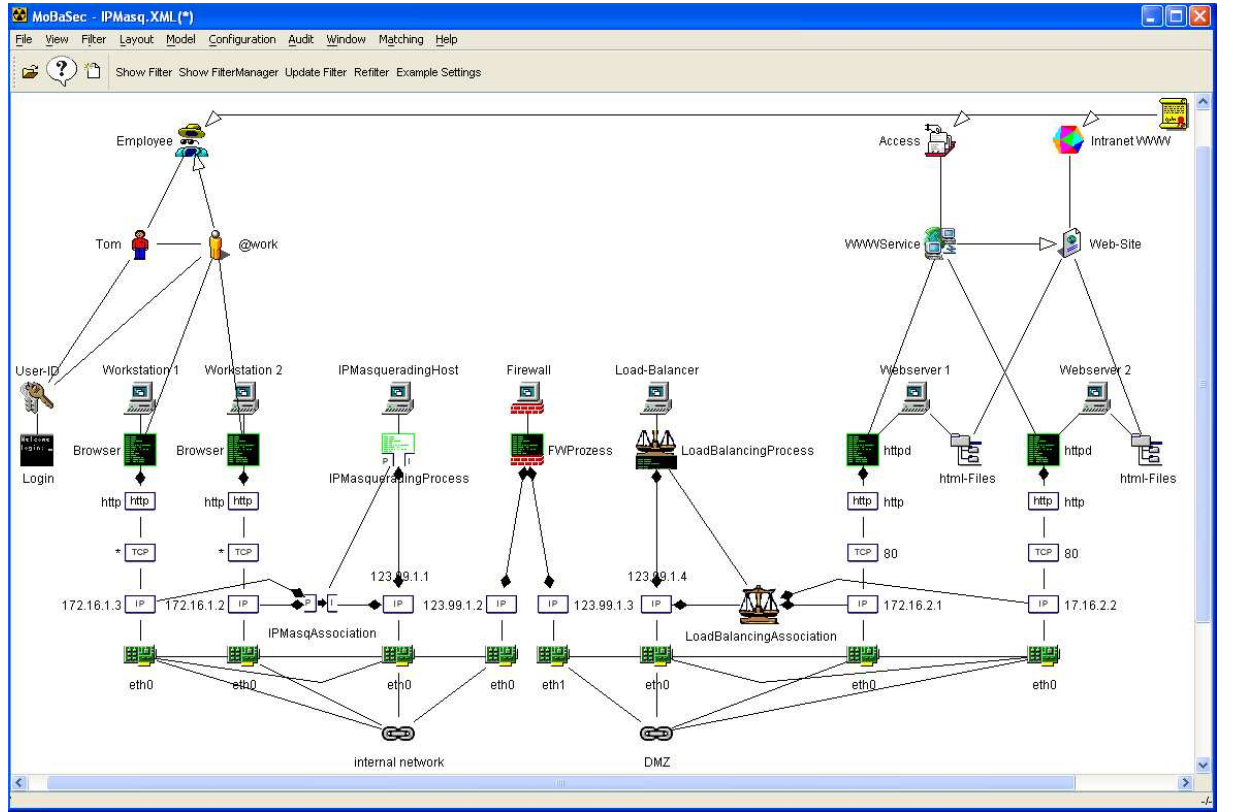 MoBaSec - IPMasq.XML(*)
File View Filter Layout Model Configuration Audit Window Matching Help
Show Filter Show FilterManager Update Filter Refilter Example Settings
Employee Access Intranet WWW
Tom @work WWWService Web-Site
User-ID Workstation 1 Workstation 2 IPMasqueradingHost Firewall Load-Balancer Webserver 1 Webserver 2
Welcome
login:
Browser Browser P I FWProzess LoadBalancingProcess httpd httpd
Login IPMasqueradingProcess html-Files html-Files
http http http http http http http http
* TCP * TCP TCP 80 TCP 80
123.99.1.1 123.99.1.4
172.16.1.3 IP 172.16.1.2 IP P I IP 123.99.1.2 IP IP 123.99.1.3 IP IP 172.16.2.1 IP 17.16.2.2
IPMasqAssociation LoadBalancingAssociation
eth0 eth0 eth0 eth0 eth1 eth0 eth0 eth0
internal network DMZ
-/-